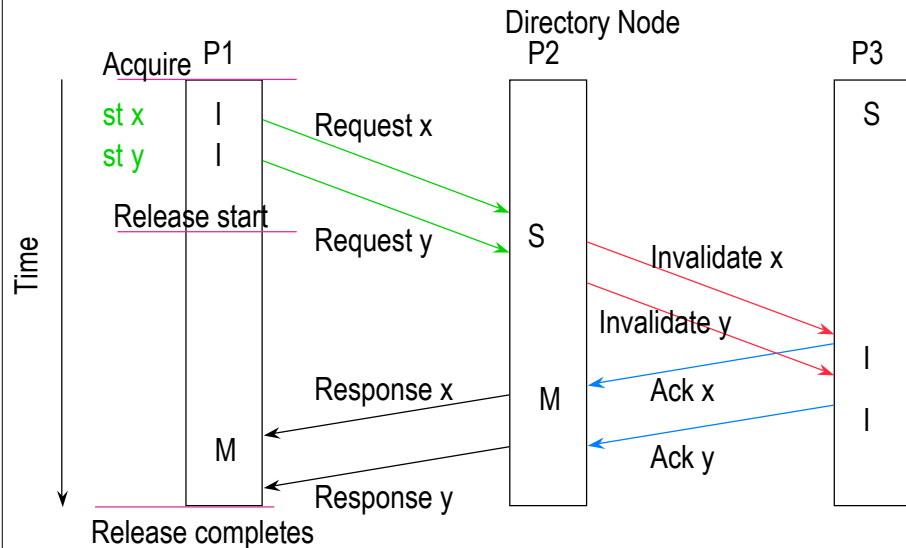 Directory Node
P1
P2
P3
Acquire
st x
I
Request x
S
st y
I
Release start
Request y
S
Invalidate x
Time
Invalidate y
I
Response x
M
Ack x
I
M
Ack y
Response y
Release completes